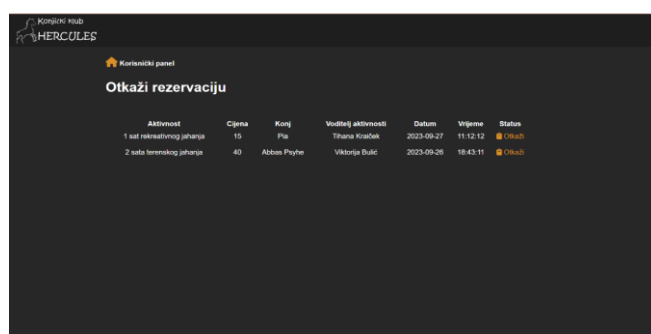 Konjički klub
HERCULES
Korisnički panel
Otkaži rezervaciju
Aktivnost Cijena Konj Voditelj aktivnosti Datum Vrijeme Status
1 sat rekreativnog jahanja 15 Pia Tihana Kraiček 2023-09-27 11:12:12 Otkaži
2 sata terenskog jahanja 40 Abbas Psyhe Viktorija Bulić 2023-09-26 18:43:11 Otkaži